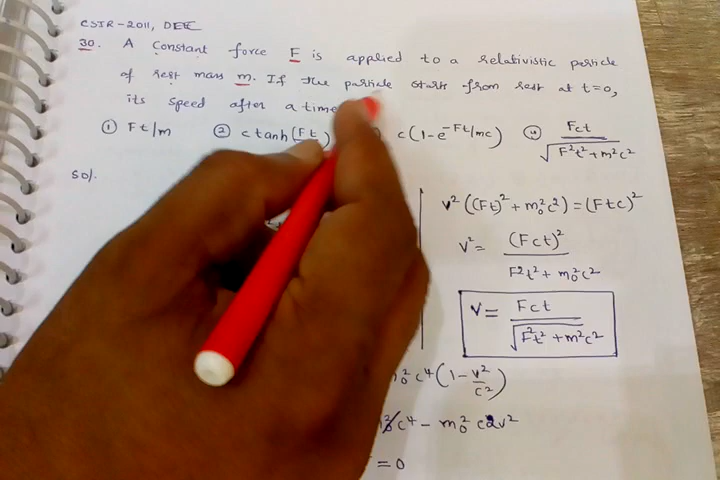 CSIR-2011, DEC
30. A Constant force F is applied to a relativistic particle
of rest mass m. If the particle starts from rest at t=0,
its speed after a time
① Ft/m ② c tanh(Ft ) c(1-e^-Ft/mc) ④ Fct/√F²t²+m²c²
Sol.
v²((Ft)²+m₀²c²)=(Ftc)²
v²= (Fct)²/F²t²+m₀²c²
v= Fct/√F²t²+m²c²
₀²c⁴(1-v²/c²)
c⁴ - m₀² c2v²
= 0